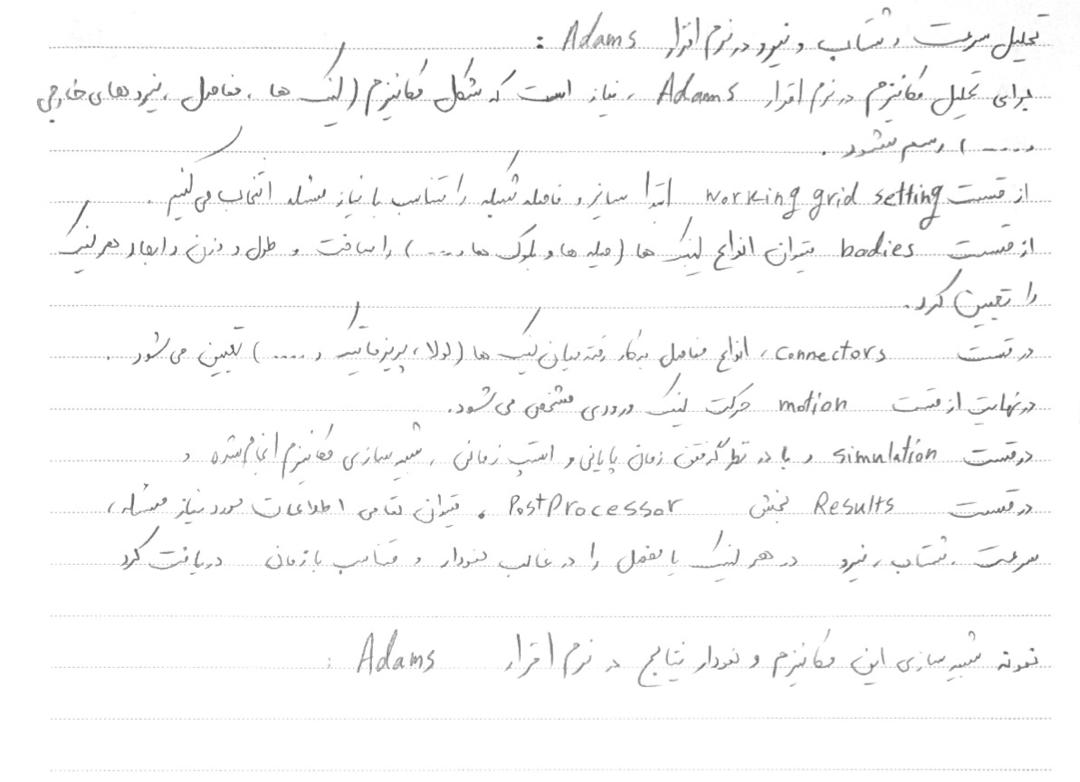 تحلیل سرعت و شتاب و نیرو در نرم افزار Adams :
برای تحلیل مکانیزم در نرم افزار Adams ، نیاز است که شکل مکانیزم (لینک ها ، مفاصل ، نیرو های خارجی
و .... ) رسم شود .
از قسمت working grid setting ابتدا سایز و فاصله شبکه را متناسب با نیاز مسئله انتخاب می کنیم .
از قسمت bodies میتوان انواع لینک ها (میله ها و بلوک ها و ....) را ساخت و طول و وزن و ابعاد هر لینک
را تعیین کرد .
در قسمت connectors ، انواع مفاصل بکار رفته میان لینک ها (لولا ، پریزماتیک و .... ) تعیین می شود .
در نهایت از قسمت motion حرکت لینک ورودی مشخص می شود .
در قسمت simulation و با در نظر گرفتن زمان پایانی و استپ زمانی ، شبیه سازی مکانیزم انجام شده و
در قسمت Results بخش PostProcessor ، میتوان تمامی اطلاعات مورد نیاز مسئله ،
سرعت ، شتاب ، نیرو در هر لینک یا مفصل را در غالب نمودار و متناسب با زمان دریافت کرد
نمونه شبیه سازی این مکانیزم و نمودار نتایج در نرم افزار Adams :